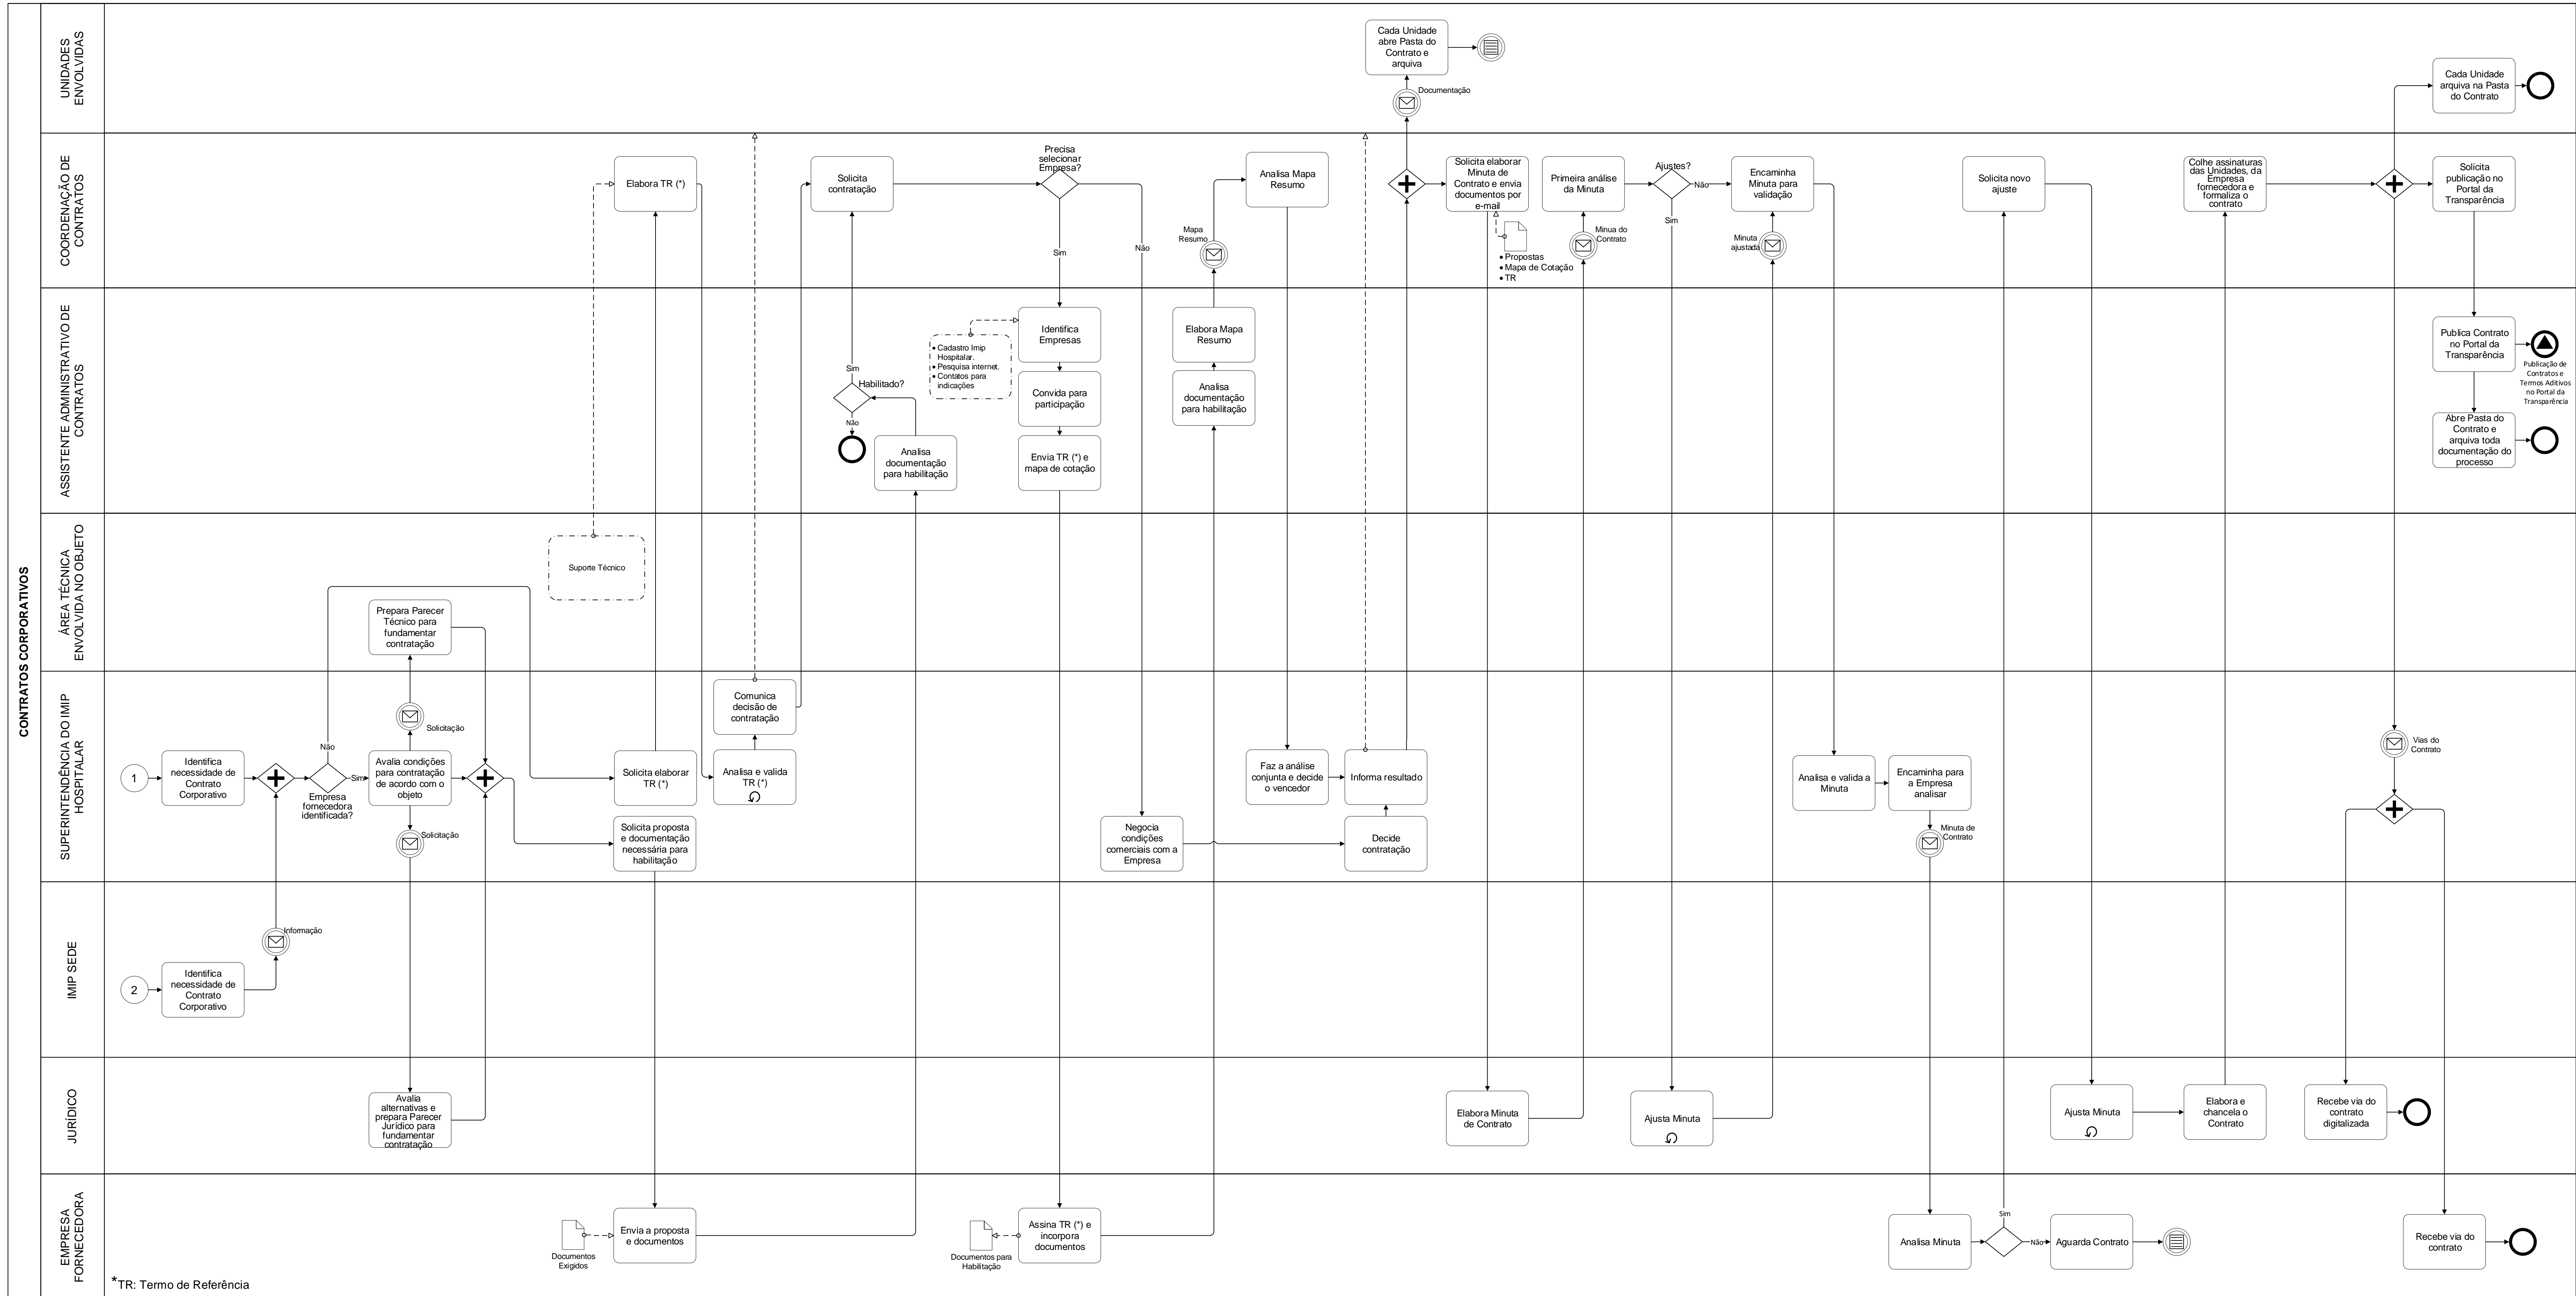 CONTRATOS CORPORATIVOS
UNIDADES
ENVOLVIDAS
Cada Unidade
abre Pasta do
Contrato e
arquiva
Documentação
Cada Unidade
arquiva na Pasta
do Contrato
COORDENAÇÃO DE
CONTRATOS
Elabora TR (*)
Solicita
contratação
Precisa
selecionar
Empresa?
Sim
Não
Mapa
Resumo
Analisa Mapa
Resumo
Solicita elaborar
Minuta de
Contrato e envia
documentos por
e-mail
• Propostas
• Mapa de Cotação
• TR
Primeira análise
da Minuta
Minua do
Contrato
Ajustes?
Não
Sim
Encaminha
Minuta para
validação
Minuta
ajustada
Solicita novo
ajuste
Colhe assinaturas
das Unidades, da
Empresa
fornecedora e
formaliza o
contrato
Solicita
publicação no
Portal da
Transparência
ASSISTENTE ADMINISTRATIVO DE
CONTRATOS
Sim
Habilitado?
Não
Analisa
documentação
para habilitação
• Cadastro Imip
Hospitalar.
• Pesquisa internet.
• Contatos para
indicações
Identifica
Empresas
Convida para
participação
Envia TR (*) e
mapa de cotação
Elabora Mapa
Resumo
Analisa
documentação
para habilitação
Publica Contrato
no Portal da
Transparência
Publicação de
Contratos e
Termos Aditivos
no Portal da
Transparência
Abre Pasta do
Contrato e
arquiva toda
documentação do
processo
ÁREA TÉCNICA
ENVOLVIDA NO OBJETO
Prepara Parecer
Técnico para
fundamentar
contratação
Suporte Técnico
SUPERINTENDÊNCIA DO IMIP
HOSPITALAR
1
Identifica
necessidade de
Contrato
Corporativo
Não
Sim
Empresa
fornecedora
identificada?
Solicitação
Avalia condições
para contratação
de acordo com o
objeto
Solicitação
Solicita elaborar
TR (*)
Solicita proposta
e documentação
necessária para
habilitação
Comunica
decisão de
contratação
Analisa e valida
TR (*)
Negocia
condições
comerciais com a
Empresa
Faz a análise
conjunta e decide
o vencedor
Informa resultado
Decide
contratação
Analisa e valida a
Minuta
Encaminha para
a Empresa
analisar
Minuta de
Contrato
Vias do
Contrato
IMIP SEDE
Informação
2
Identifica
necessidade de
Contrato
Corporativo
JURÍDICO
Avalia
alternativas e
prepara Parecer
Jurídico para
fundamentar
contratação
Elabora Minuta
de Contrato
Ajusta Minuta
Ajusta Minuta
Elabora e
chancela o
Contrato
Recebe via do
contrato
digitalizada
EMPRESA
FORNECEDORA
Documentos
Exigidos
Envia a proposta
e documentos
Documentos para
Habilitação
Assina TR (*) e
incorpora
documentos
Analisa Minuta
Sim
Não
Aguarda Contrato
Recebe via do
contrato
*TR: Termo de Referência